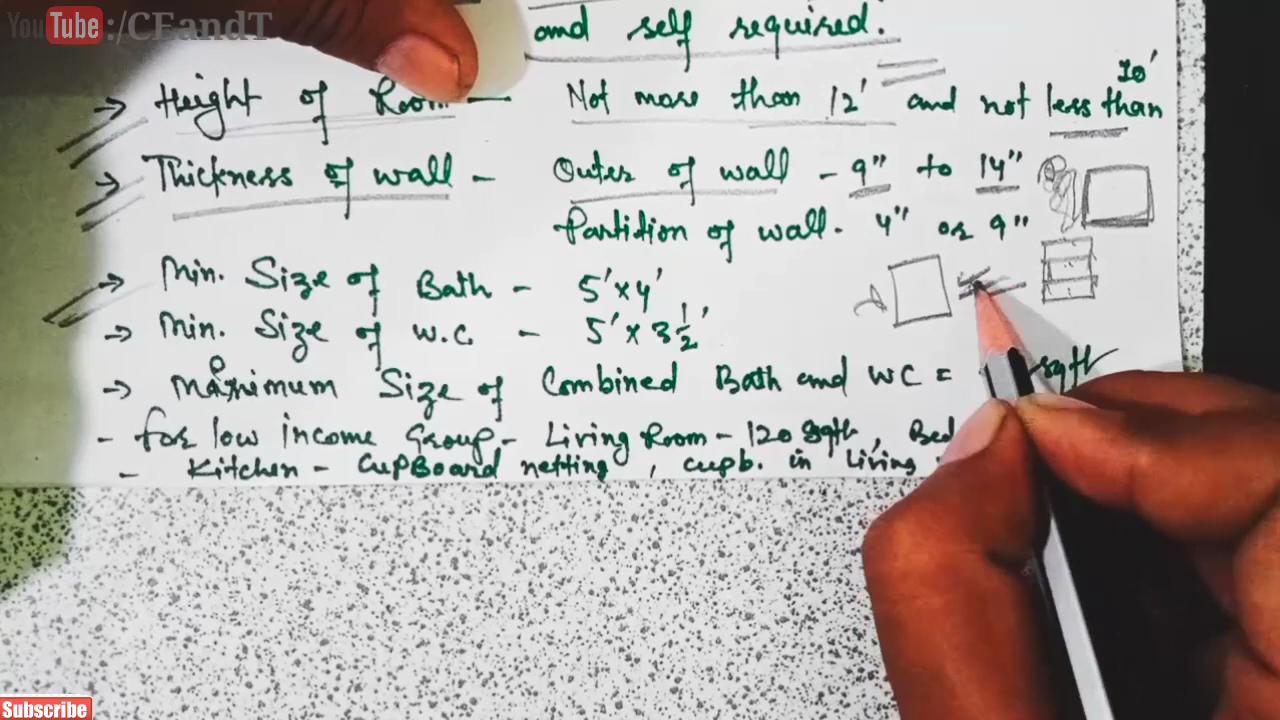 YouTube:/CEandT
and self required.
→ Height of Room — Not more than 12' and not less than 10'
→ Thickness of wall - Outer of wall - 9" to 14"
Partition of wall. 4" or 9"
→ Min. Size of Bath - 5'x4'
→ Min. Size of W.C - 5' x 3 1/2'
→ Maximum Size of Combined Bath and WC = sqft
- for low income Group - Living Room - 120 sqft, Bed
- Kitchen - CupBoard netting, cupb. in living
Subscribe